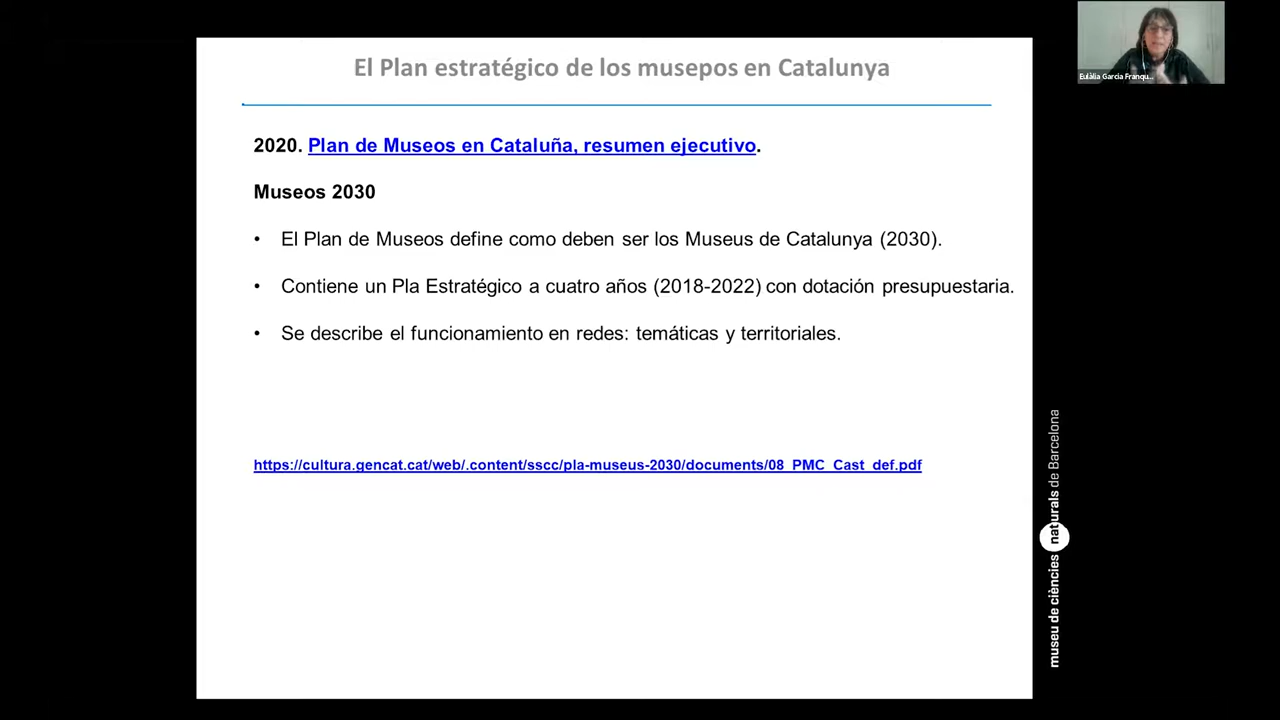 El Plan estratégico de los musepos en Catalunya
2020. Plan de Museos en Cataluña, resumen ejecutivo.
Museos 2030
• El Plan de Museos define como deben ser los Museus de Catalunya (2030).
• Contiene un Pla Estratégico a cuatro años (2018-2022) con dotación presupuestaria.
• Se describe el funcionamiento en redes: temáticas y territoriales.
https://cultura.gencat.cat/web/.content/sscc/pla-museus-2030/documents/08_PMC_Cast_def.pdf
museu de ciències naturals de Barcelona
Eulàlia Garcia Franqu...